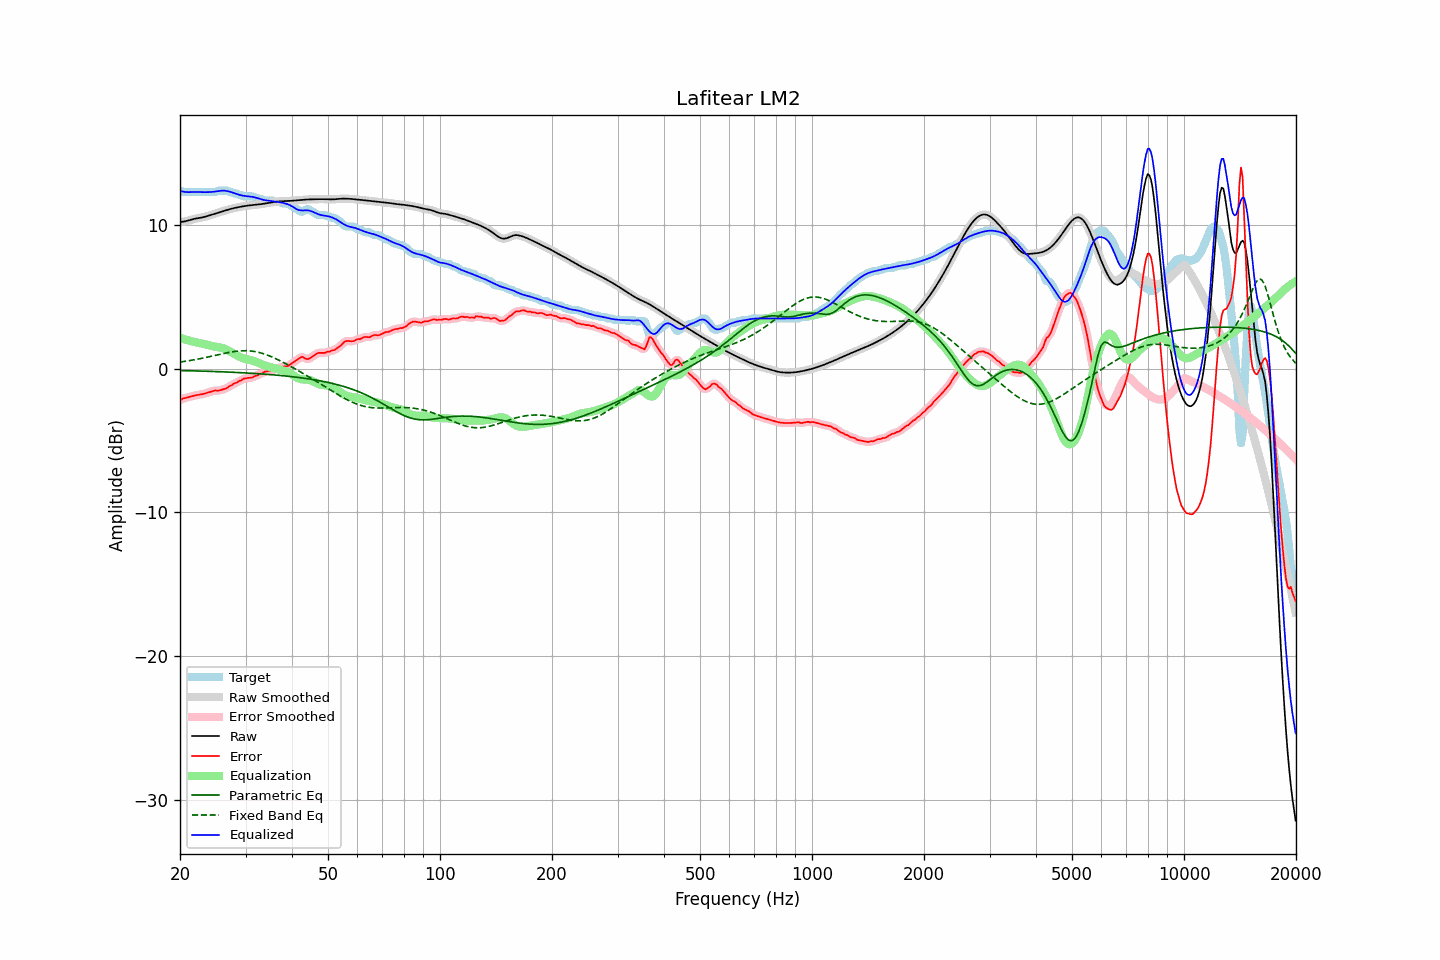 Lafitear LM2
Amplitude (dBr)
10
0
−10
−20
−30
Target
Raw Smoothed
Error Smoothed
Raw
Error
Equalization
Parametric Eq
Fixed Band Eq
Equalized
20 50 100 200 500 1000 2000 5000 10000 20000
Frequency (Hz)